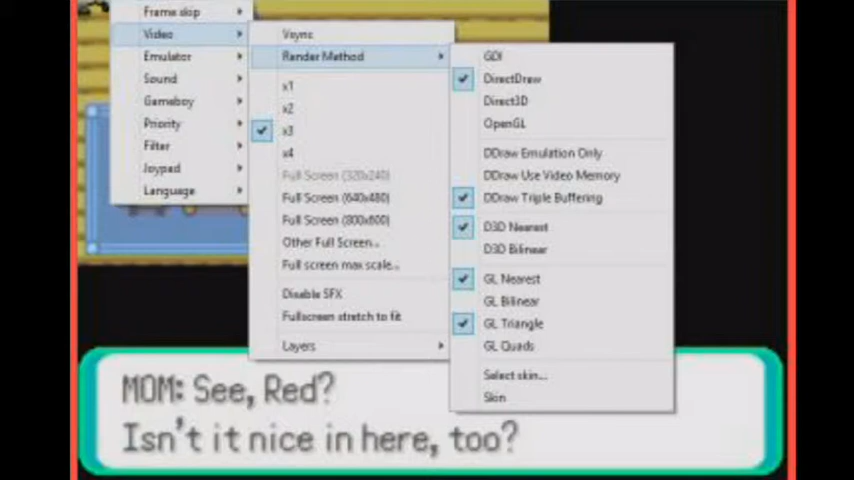 Frame skip
Video
Emulator
Sound
Gameboy
Priority
Filter
Joypad
Language
Vsync
Render Method
x1
x2
x3
x4
Full Screen (320x240)
Full Screen (640x480)
Full Screen (800x600)
Other Full Screen...
Full screen max scale...
Disable SFX
Fullscreen stretch to fit
Layers
GDI
DirectDraw
Direct3D
OpenGL
DDraw Emulation Only
DDraw Use Video Memory
DDraw Triple Buffering
D3D Nearest
D3D Bilinear
GL Nearest
GL Bilinear
GL Triangle
GL Quads
Select skin...
Skin
MOM: See, Red?
Isn't it nice in here, too?